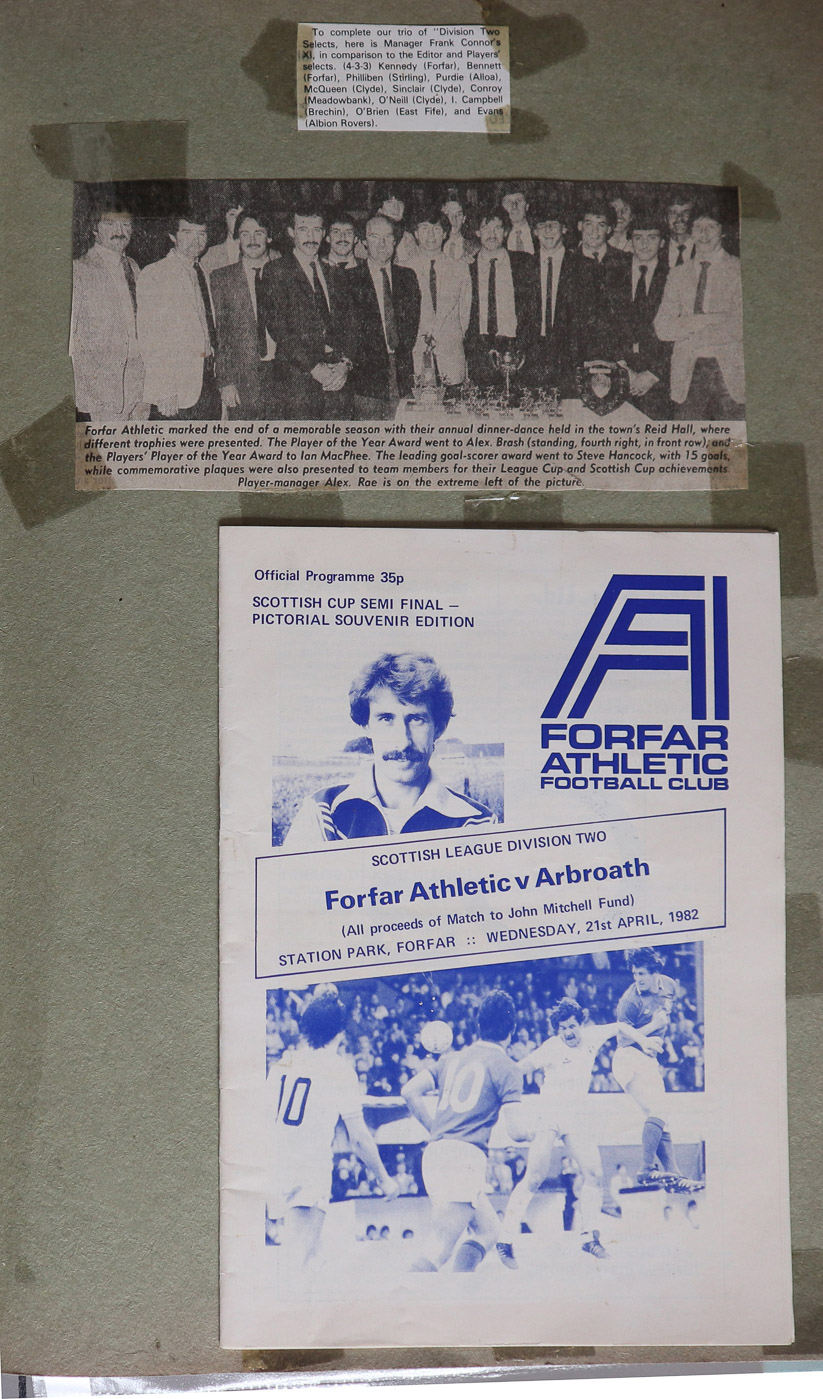 To complete our trio of "Division Two
Selects, here is Manager Frank Connor's
XI, in comparison to the Editor and Players'
selects. (4-3-3) Kennedy (Forfar), Bennett
(Forfar), Philliben (Stirling), Purdie (Alloa),
McQueen (Clyde), Sinclair (Clyde), Conroy
(Meadowbank), O'Neill (Clyde), I. Campbell
(Brechin), O'Brien (East Fife), and Evans
(Albion Rovers).
Forfar Athletic marked the end of a memorable season with their annual dinner-dance held in the town's Reid Hall, where
different trophies were presented. The Player of the Year Award went to Alex. Brash (standing, fourth right, in front row), and
the Players' Player of the Year Award to Ian MacPhee. The leading goal-scorer award went to Steve Hancock, with 15 goals,
while commemorative plaques were also presented to team members for their League Cup and Scottish Cup achievements.
Player-manager Alex. Rae is on the extreme left of the picture.
Official Programme 35p
SCOTTISH CUP SEMI FINAL –
PICTORIAL SOUVENIR EDITION
FORFAR
ATHLETIC
FOOTBALL CLUB
SCOTTISH LEAGUE DIVISION TWO
Forfar Athletic v Arbroath
(All proceeds of Match to John Mitchell Fund)
STATION PARK, FORFAR :: WEDNESDAY, 21st APRIL, 1982
10
10